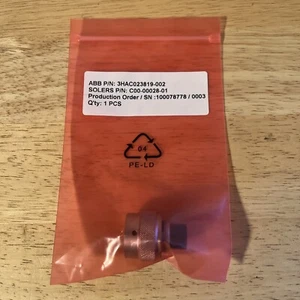 ABB P/N: 3HAC023819-002
SOLERS P/N: C00-00028-01
Production Order / SN :100078778 / 0003
Q'ty: 1 PCS
04
PE-LD